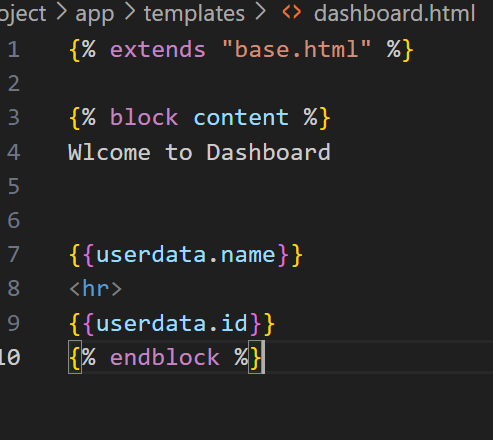 oject > app > templates > <> dashboard.html
1 {% extends "base.html" %}
2
3 {% block content %}
4 Wlcome to Dashboard
5
6
7 {{userdata.name}}
8 <hr>
9 {{userdata.id}}
10 {% endblock %}